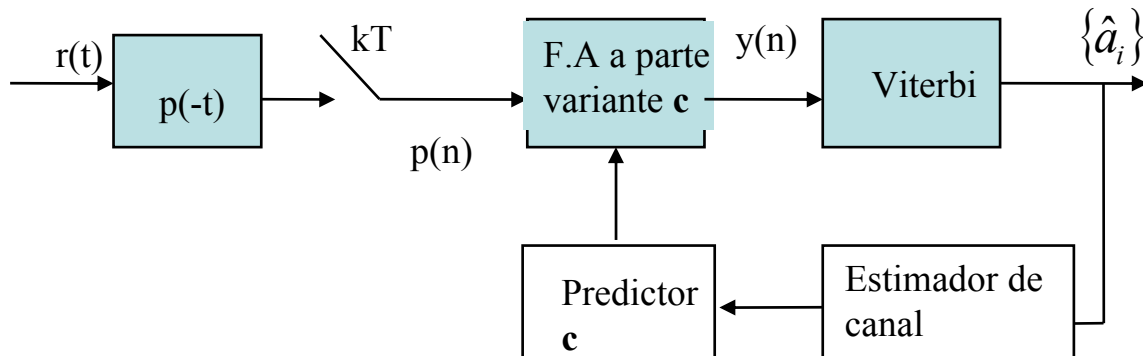 r(t)
p(-t)
kT
p(n)
F.A a parte
variante c
y(n)
Viterbi
{â_i}
Predictor
c
Estimador de
canal